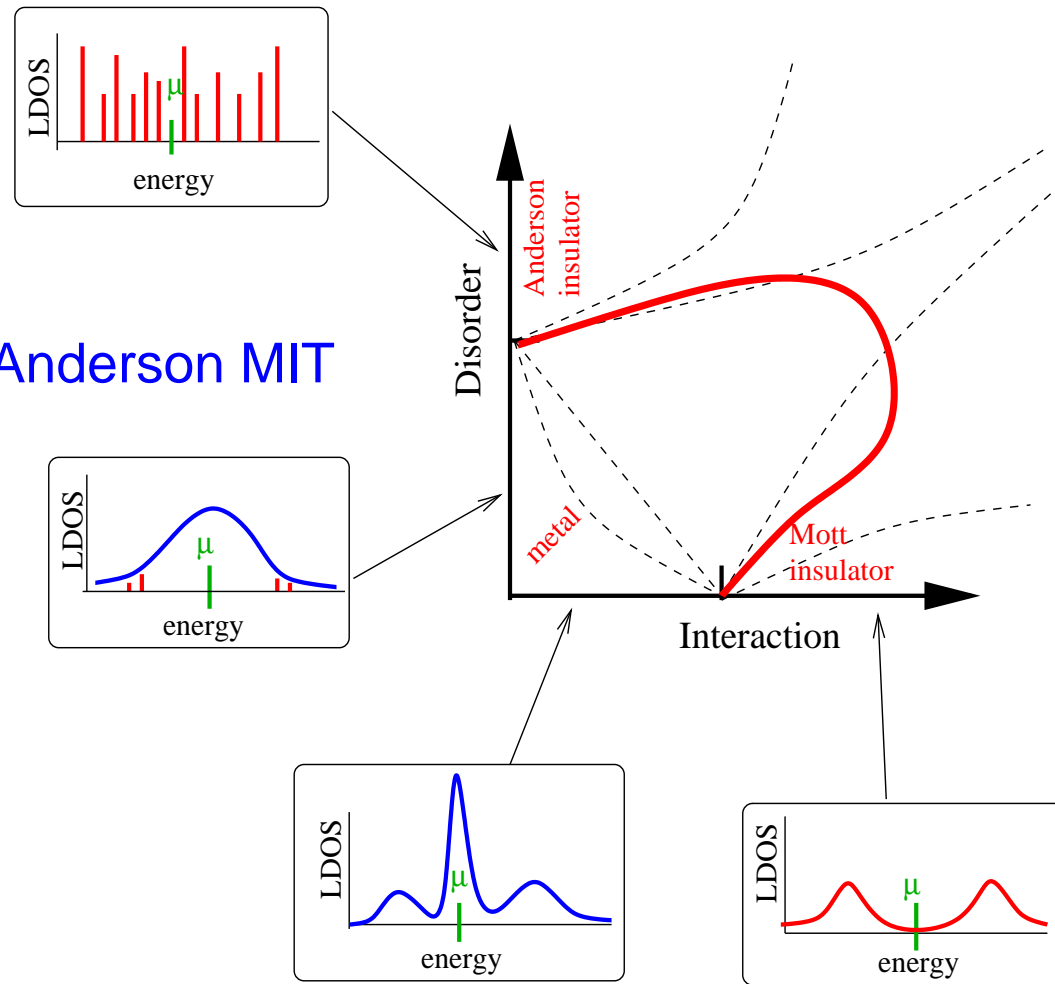 LDOS
μ
energy
Anderson
insulator
Disorder
Anderson MIT
LDOS
μ
energy
metal
Mott
insulator
Interaction
LDOS
μ
energy
LDOS
μ
energy